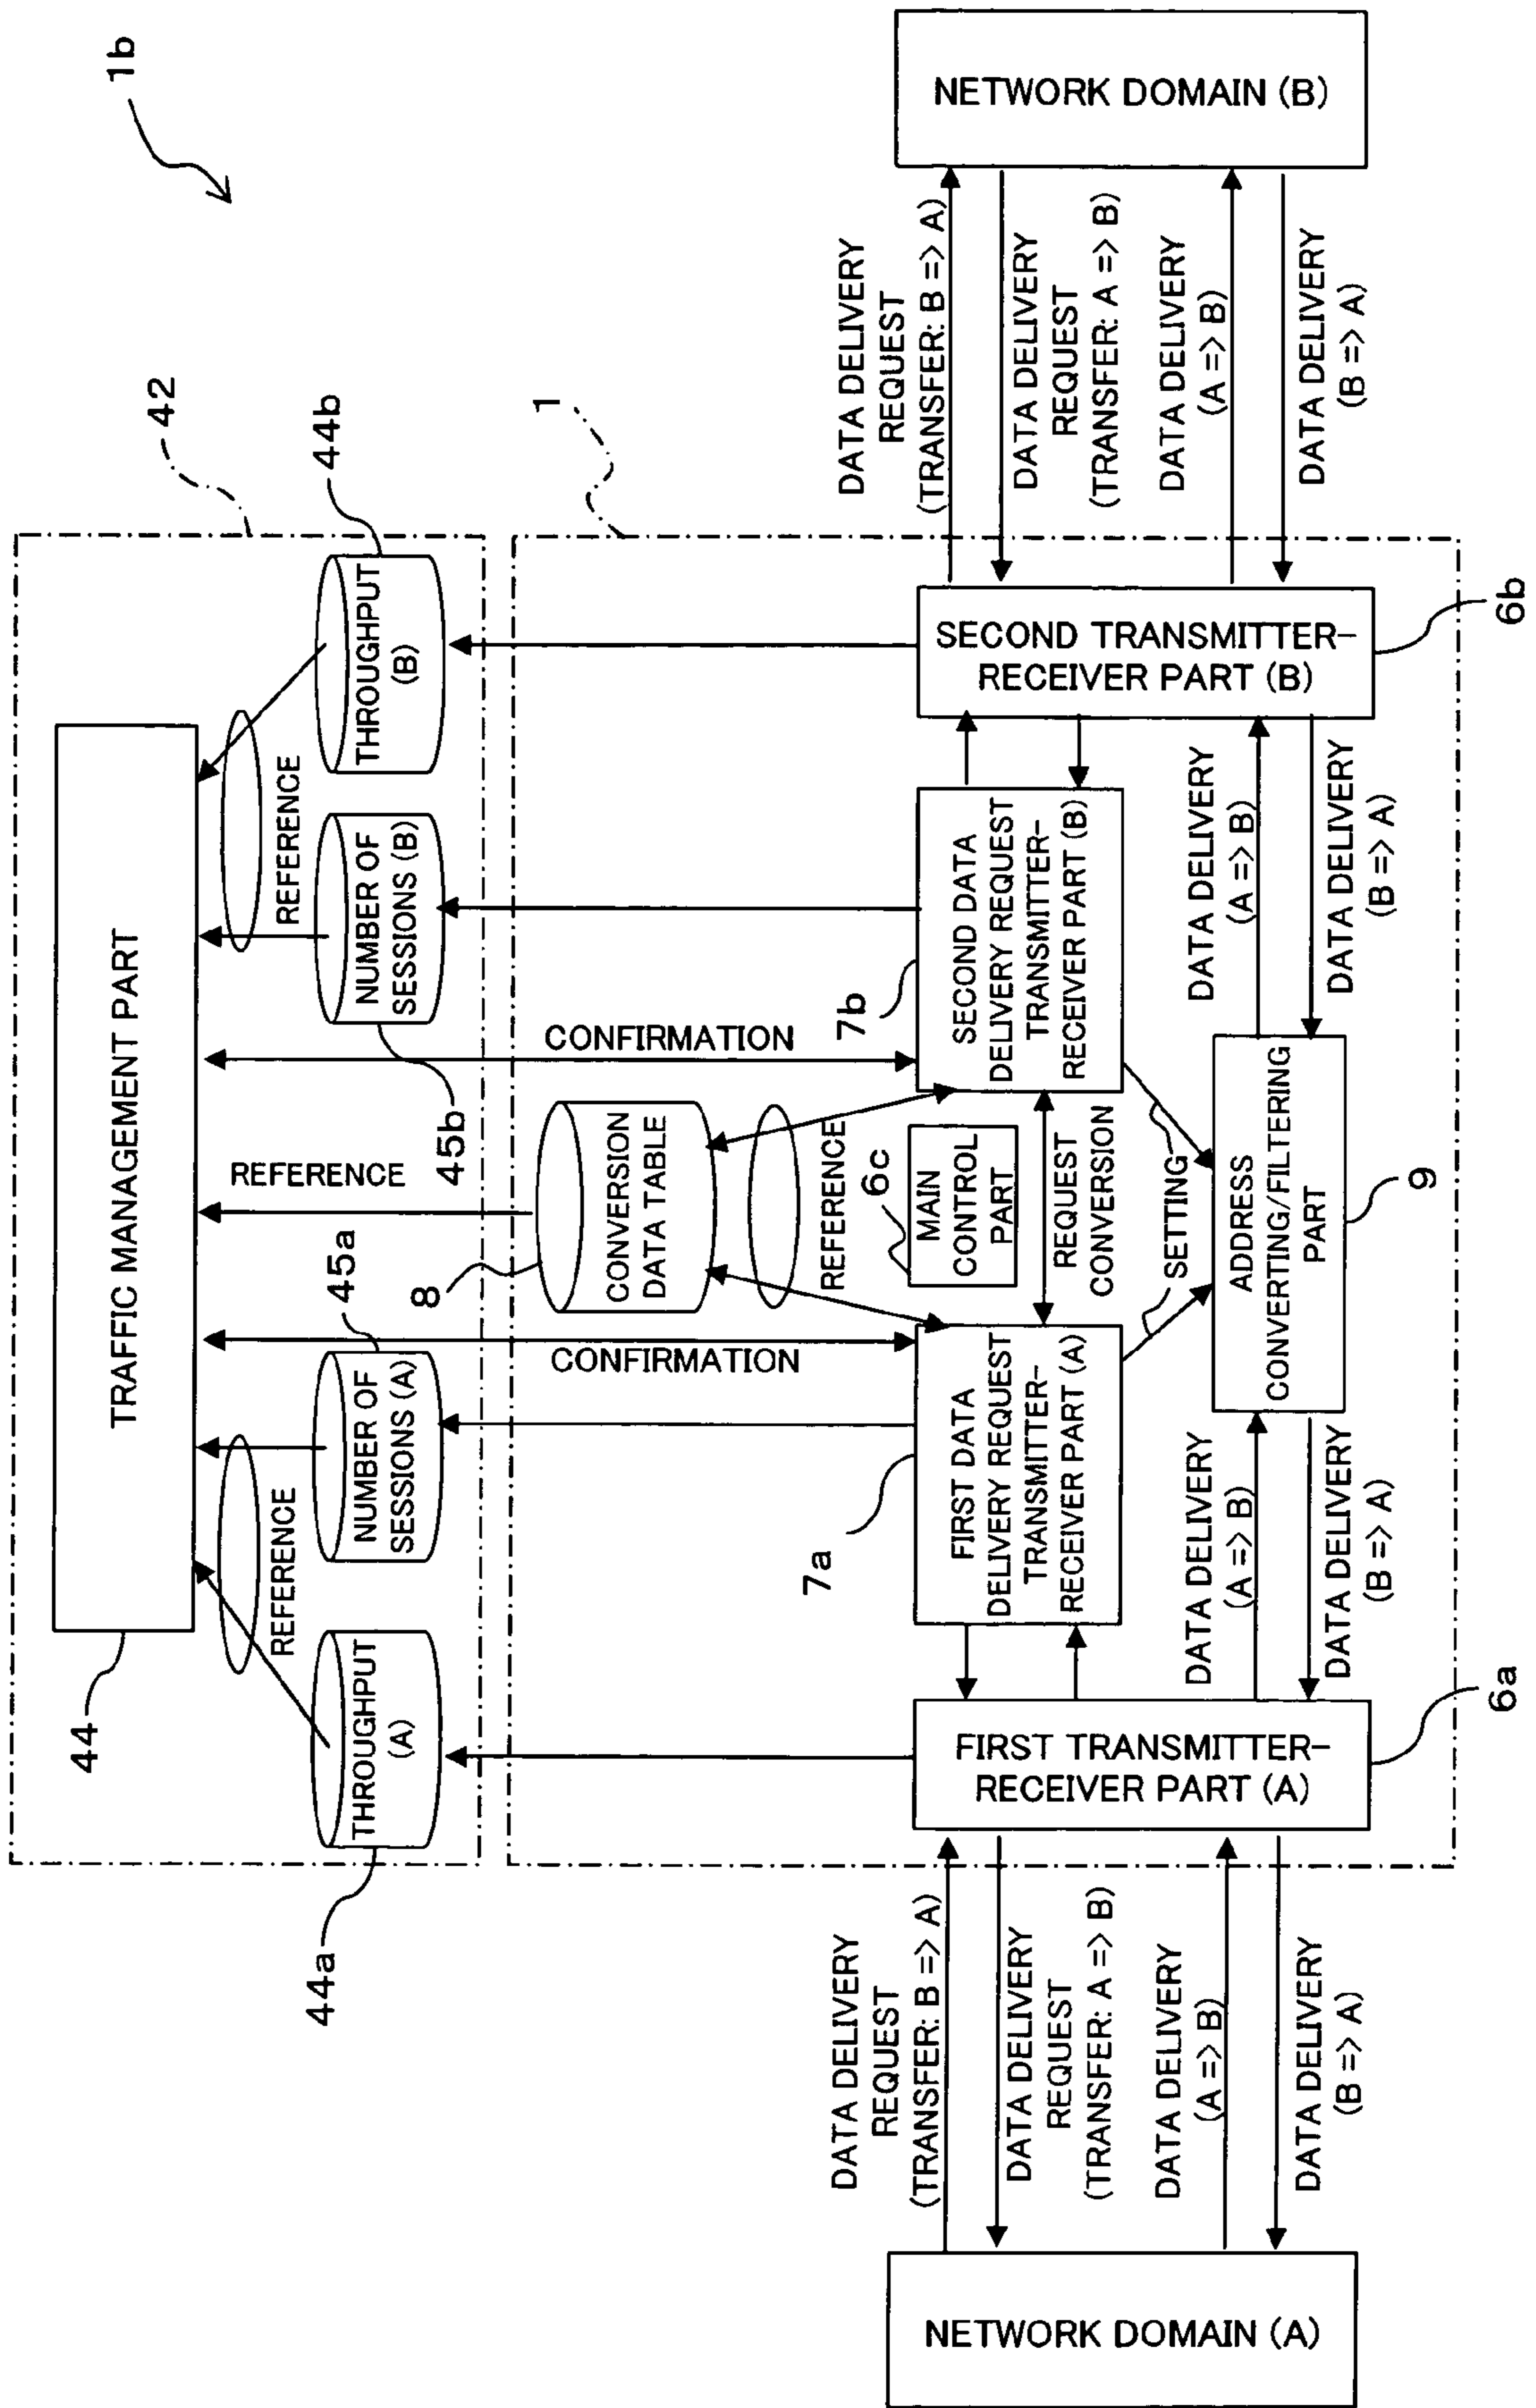 1b
42
TRAFFIC MANAGEMENT PART
44
REFERENCE
REFERENCE
REFERENCE
44a
THROUGHPUT
(A)
NUMBER OF
SESSIONS (A)
45a
NUMBER OF
SESSIONS (B)
45b
THROUGHPUT
(B)
44b
1
CONFIRMATION
CONFIRMATION
8
CONVERSION
DATA TABLE
REFERENCE
6c
MAIN
CONTROL
PART
7a
FIRST DATA
DELIVERY REQUEST
TRANSMITTER-
RECEIVER PART (A)
REQUEST
CONVERSION
7b
SECOND DATA
DELIVERY REQUEST
TRANSMITTER-
RECEIVER PART (B)
SETTING
ADDRESS
CONVERTING/FILTERING
PART
9
DATA DELIVERY
(A => B)
DATA DELIVERY
(B => A)
DATA DELIVERY
(A => B)
DATA DELIVERY
(B => A)
FIRST TRANSMITTER-
RECEIVER PART (A)
6a
SECOND TRANSMITTER-
RECEIVER PART (B)
6b
DATA DELIVERY
REQUEST
(TRANSFER: B => A)
DATA DELIVERY
REQUEST
(TRANSFER: A => B)
DATA DELIVERY
(A => B)
DATA DELIVERY
(B => A)
NETWORK DOMAIN (A)
DATA DELIVERY
REQUEST
(TRANSFER: B => A)
DATA DELIVERY
REQUEST
(TRANSFER: A => B)
DATA DELIVERY
(A => B)
DATA DELIVERY
(B => A)
NETWORK DOMAIN (B)